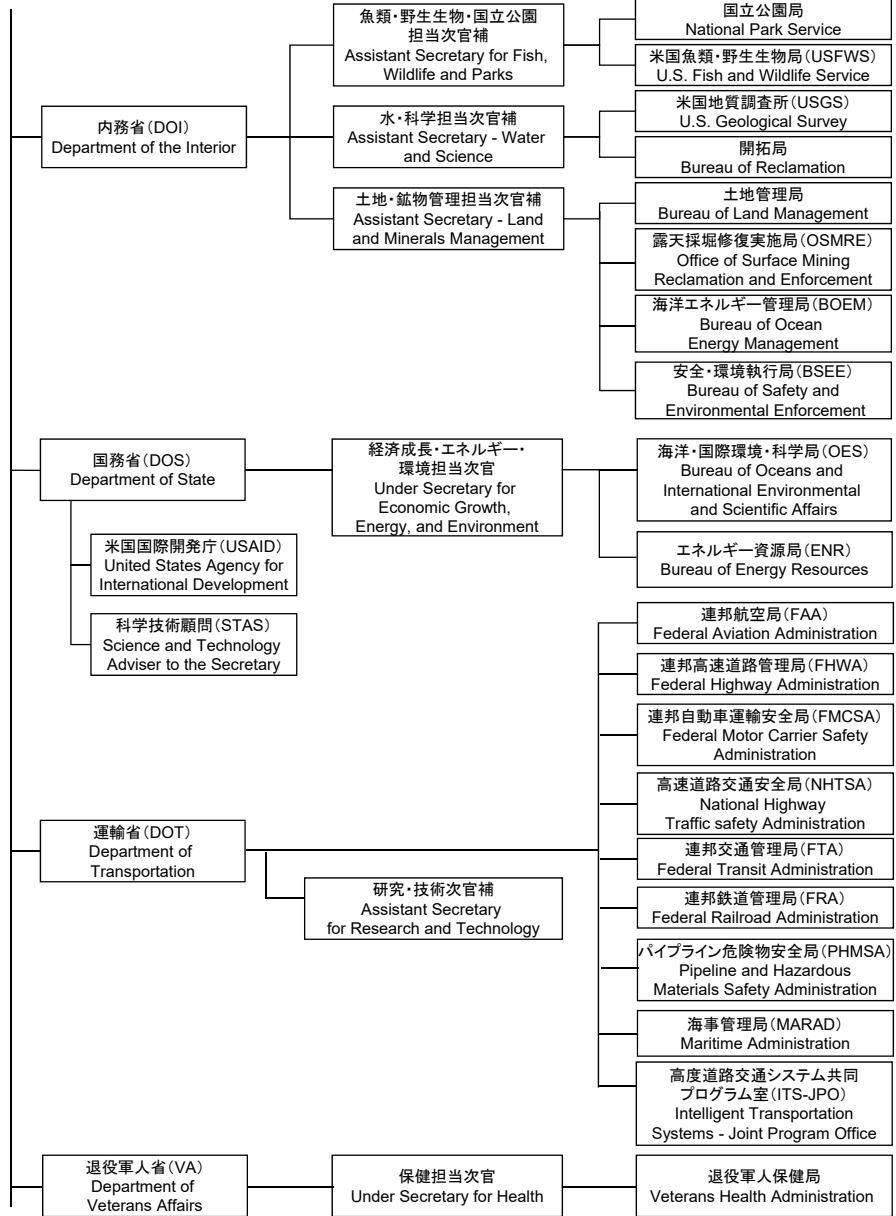 魚類・野生生物・国立公園
担当次官補
Assistant Secretary for Fish,
Wildlife and Parks
国立公園局
National Park Service
米国魚類・野生生物局(USFWS)
U.S. Fish and Wildlife Service
内務省(DOI)
Department of the Interior
水・科学担当次官補
Assistant Secretary - Water
and Science
米国地質調査所(USGS)
U.S. Geological Survey
開拓局
Bureau of Reclamation
土地・鉱物管理担当次官補
Assistant Secretary - Land
and Minerals Management
土地管理局
Bureau of Land Management
露天採堀修復実施局(OSMRE)
Office of Surface Mining
Reclamation and Enforcement
海洋エネルギー管理局(BOEM)
Bureau of Ocean
Energy Management
安全・環境執行局(BSEE)
Bureau of Safety and
Environmental Enforcement
国務省(DOS)
Department of State
経済成長・エネルギー・
環境担当次官
Under Secretary for
Economic Growth,
Energy, and Environment
海洋・国際環境・科学局(OES)
Bureau of Oceans and
International Environmental
and Scientific Affairs
エネルギー資源局(ENR)
Bureau of Energy Resources
米国国際開発庁(USAID)
United States Agency for
International Development
科学技術顧問(STAS)
Science and Technology
Adviser to the Secretary
運輸省(DOT)
Department of
Transportation
研究・技術次官補
Assistant Secretary
for Research and Technology
連邦航空局(FAA)
Federal Aviation Administration
連邦高速道路管理局(FHWA)
Federal Highway Administration
連邦自動車運輸安全局(FMCSA)
Federal Motor Carrier Safety
Administration
高速道路交通安全局(NHTSA)
National Highway
Traffic safety Administration
連邦交通管理局(FTA)
Federal Transit Administration
連邦鉄道管理局(FRA)
Federal Railroad Administration
パイプライン危険物安全局(PHMSA)
Pipeline and Hazardous
Materials Safety Administration
海事管理局(MARAD)
Maritime Administration
高度道路交通システム共同
プログラム室(ITS-JPO)
Intelligent Transportation
Systems - Joint Program Office
退役軍人省(VA)
Department of
Veterans Affairs
保健担当次官
Under Secretary for Health
退役軍人保健局
Veterans Health Administration